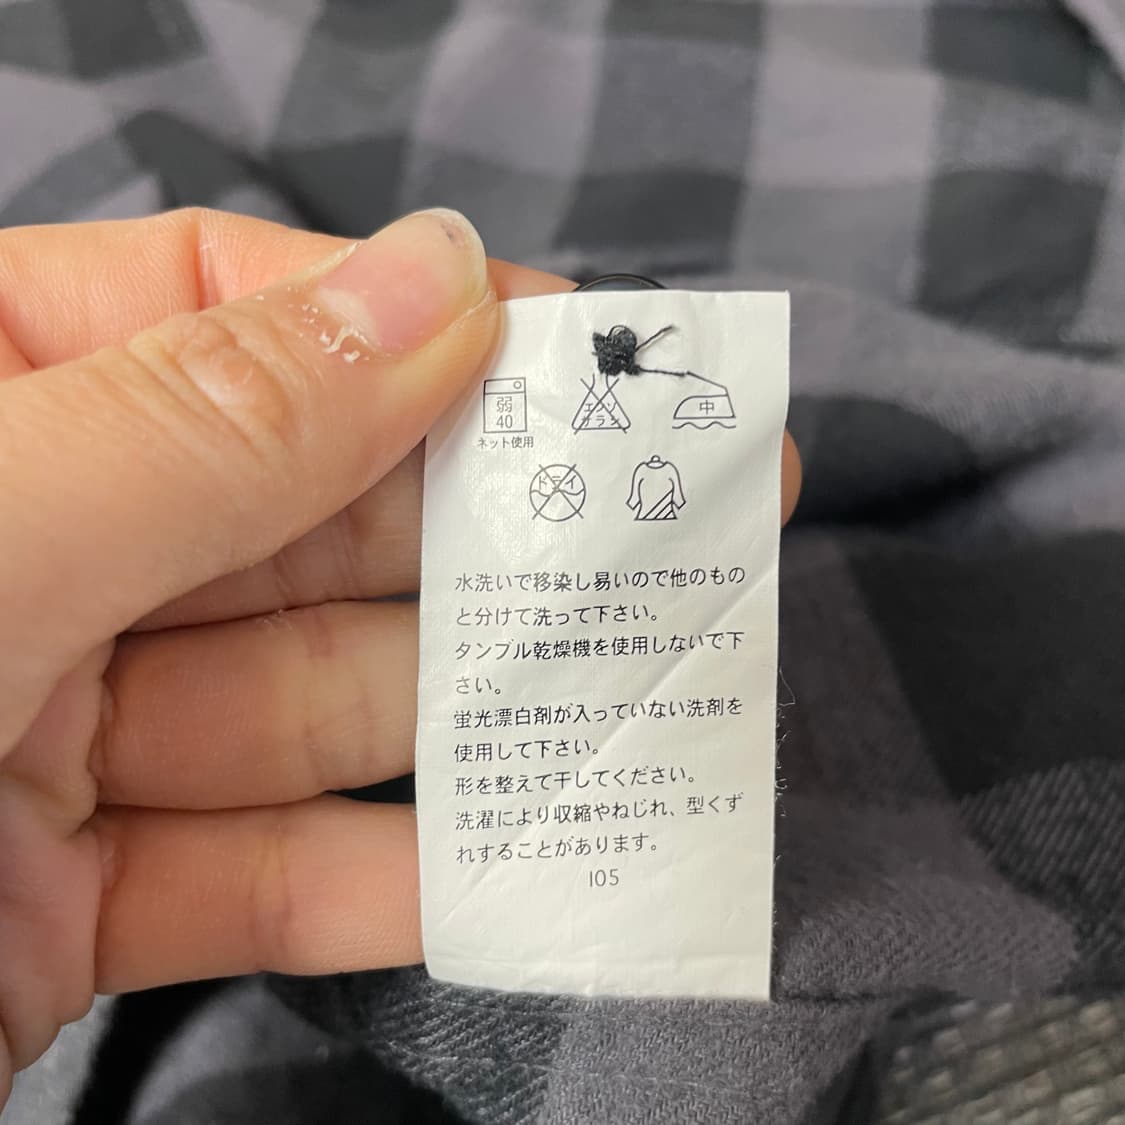 弱
40
ネット使用
エンソ
サラシ
中
ドライ
水洗いで移染し易いので他のもの
と分けて洗って下さい。
タンブル乾燥機を使用しないで下
さい。
蛍光漂白剤が入っていない洗剤を
使用して下さい。
形を整えて干してください。
洗濯により収縮やねじれ、型くず
れすることがあります。
105